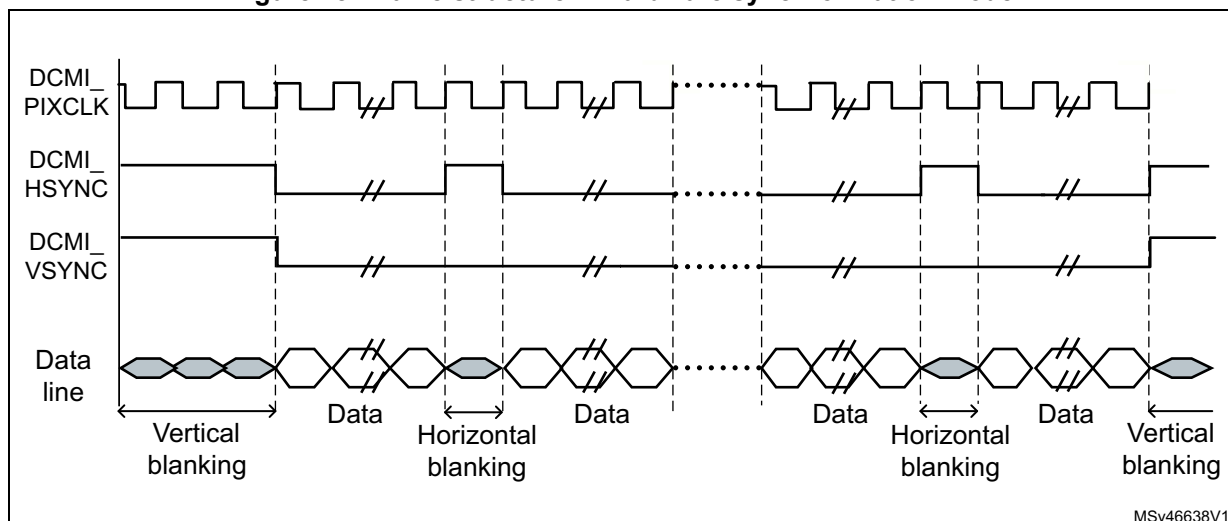 DCMI_
PIXCLK
DCMI_
HSYNC
DCMI_
VSYNC
Data
line
Data
Data
Data
Data
Vertical
blanking
Horizontal
blanking
Horizontal
blanking
Vertical
blanking
MSv46638V1